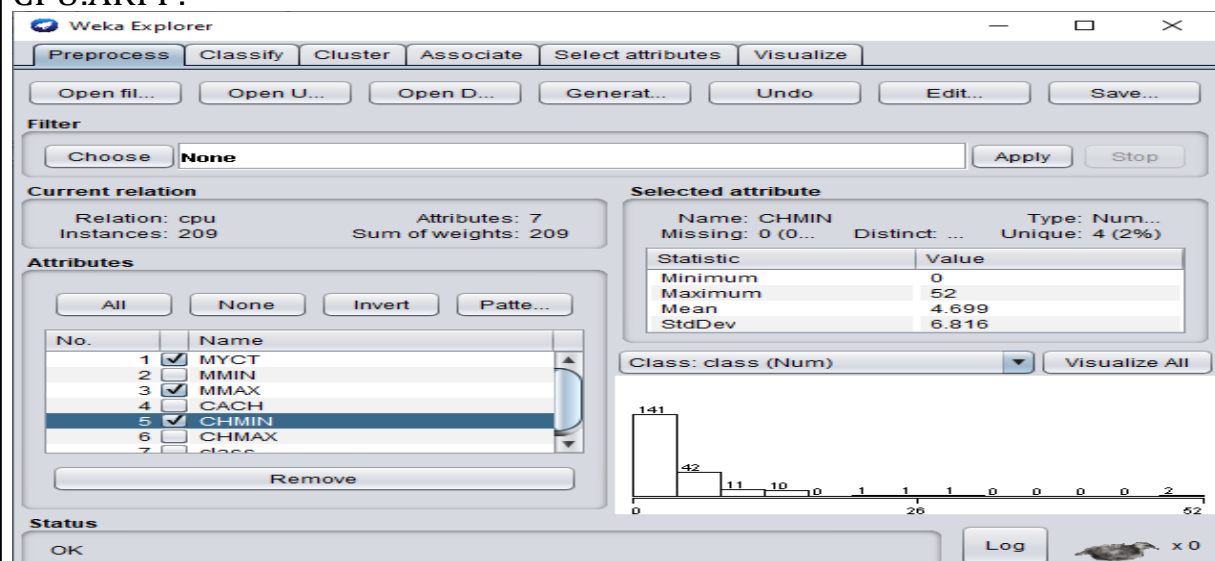 CPU.ARFF:
Weka Explorer
Preprocess Classify Cluster Associate Select attributes Visualize
Open fil... Open U... Open D... Generat... Undo Edit... Save...
Filter
Choose None Apply Stop
Current relation
Relation: cpu Attributes: 7
Instances: 209 Sum of weights: 209
Selected attribute
Name: CHMIN Type: Num...
Missing: 0 (0... Distinct: ... Unique: 4 (2%)
Statistic Value
Minimum 0
Maximum 52
Mean 4.699
StdDev 6.816
Attributes
All None Invert Patte...
No. Name
1 MYCT
2 MMIN
3 MMAX
4 CACH
5 CHMIN
6 CHMAX
7 class
Remove
Class: class (Num) Visualize All
141
42
11 10 0 1 1 1 0 0 0 0 2
0 26 52
Status
OK
Log x 0